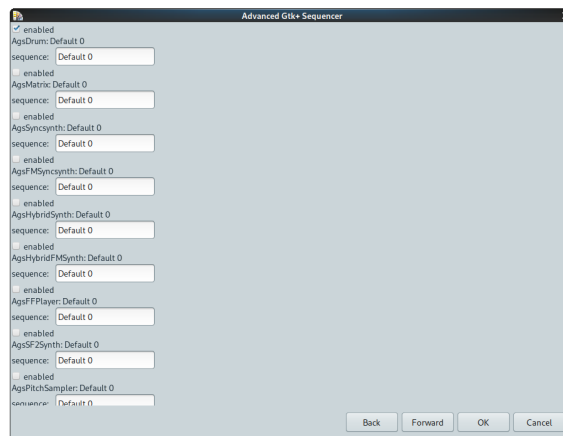 Advanced Gtk+ Sequencer
enabled
AgsDrum: Default 0
sequence: Default 0
enabled
AgsMatrix: Default 0
sequence: Default 0
enabled
AgsSyncsynth: Default 0
sequence: Default 0
enabled
AgsFMSyncsynth: Default 0
sequence: Default 0
enabled
AgsHybridSynth: Default 0
sequence: Default 0
enabled
AgsHybridFMSynth: Default 0
sequence: Default 0
enabled
AgsFFPlayer: Default 0
sequence: Default 0
enabled
AgsSF2Synth: Default 0
sequence: Default 0
enabled
AgsPitchSampler: Default 0
sequence: Default 0
Back Forward OK Cancel